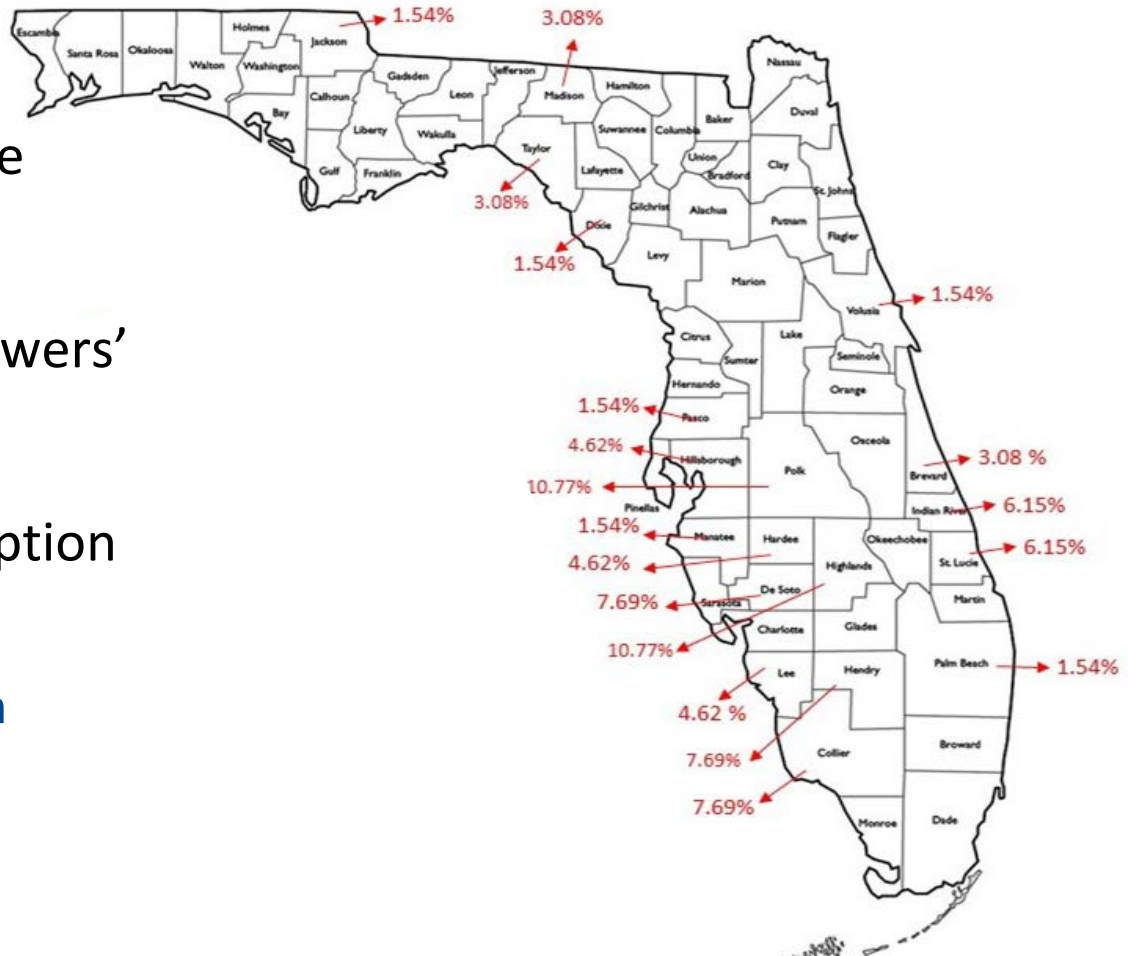 e
wers’
ption
n
1.54%
3.08%
Escambia
Santa Rosa
Okaloosa
Walton
Holmes
Washington
Jackson
Bay
Calhoun
Gulf
Liberty
Franklin
Gadsden
Leon
Wakulla
Jefferson
Madison
Taylor
3.08%
Hamilton
Suwannee
Lafayette
Columbia
Baker
Nassau
Duval
Union
Bradford
Clay
St. Johns
Dixie
1.54%
Gilchrist
Alachua
Putnam
Flagler
Levy
Marion
Volusia
1.54%
Citrus
Sumter
Lake
Seminole
Orange
Hernando
1.54%
Pasco
4.62%
Hillsborough
10.77%
Polk
Osceola
Brevard
3.08 %
Pinellas
Indian River
6.15%
1.54%
Manatee
Hardee
4.62%
Highlands
Okeechobee
St. Lucie
6.15%
7.69%
Sarasota
De Soto
Martin
10.77%
Charlotte
Glades
Lee
4.62 %
Hendry
Palm Beach
1.54%
7.69%
Collier
Broward
7.69%
Monroe
Dade